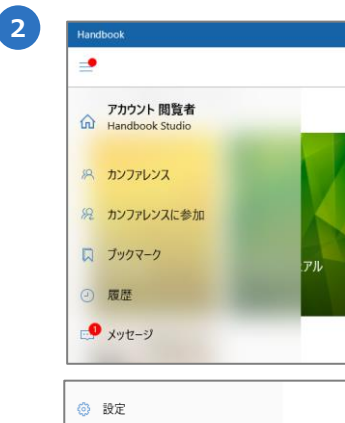 2
Handbook
アカウント 閲覧者
Handbook Studio
カンファレンス
カンファレンスに参加
ブックマーク
アル
履歴
1
メッセージ
設定